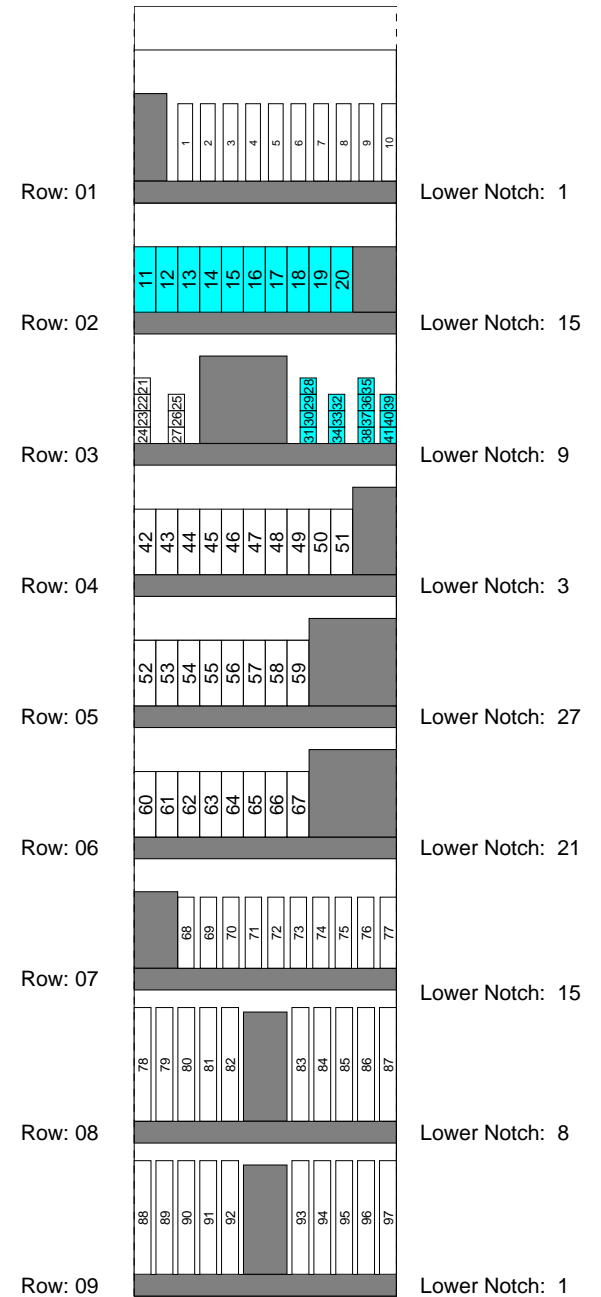 1 2 3 4 5 6 7 8 9 10
Row: 01 Lower Notch: 1
11 12 13 14 15 16 17 18 19 20
Row: 02 Lower Notch: 15
21 28 35
22 25 29 32 36 39
23 26 30 33 37 40
24 27 31 34 38 41
Row: 03 Lower Notch: 9
42 43 44 45 46 47 48 49 50 51
Row: 04 Lower Notch: 3
52 53 54 55 56 57 58 59
Row: 05 Lower Notch: 27
60 61 62 63 64 65 66 67
Row: 06 Lower Notch: 21
68 69 70 71 72 73 74 75 76 77
Row: 07 Lower Notch: 15
78 79 80 81 82 83 84 85 86 87
Row: 08 Lower Notch: 8
88 89 90 91 92 93 94 95 96 97
Row: 09 Lower Notch: 1